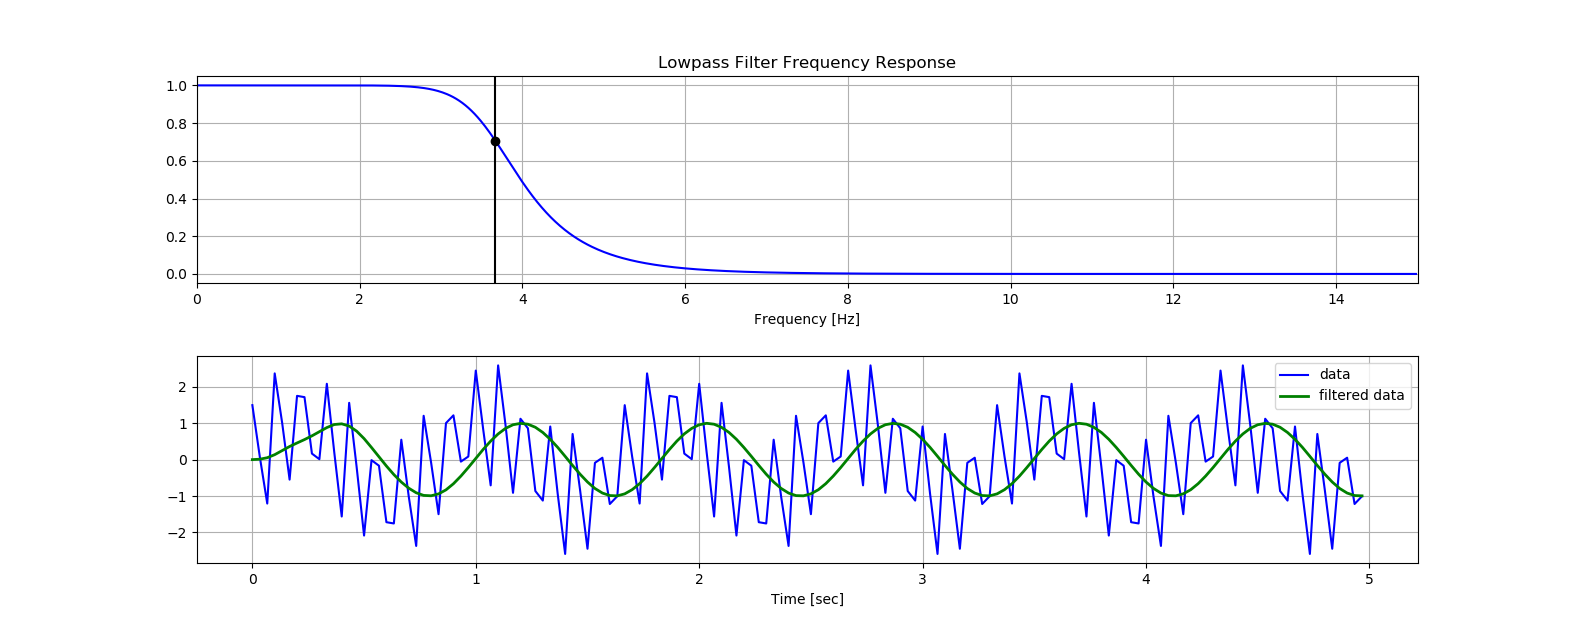 Lowpass Filter Frequency Response
1.0
0.8
0.6
0.4
0.2
0.0
0 2 4 6 8 10 12 14
Frequency [Hz]
data
filtered data
2
1
0
−1
−2
0 1 2 3 4 5
Time [sec]